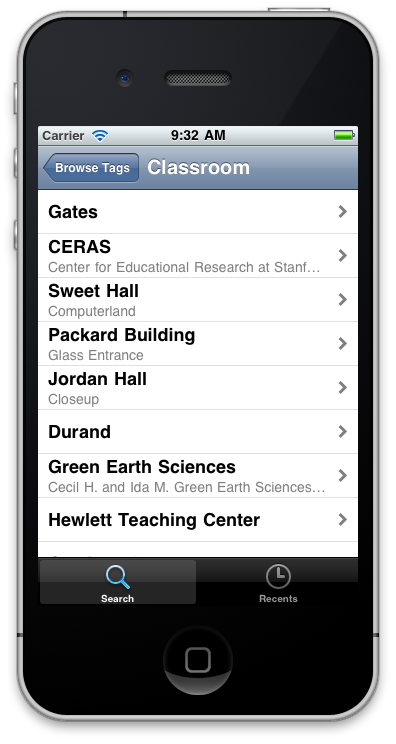 Carrier 9:32 AM
Browse Tags Classroom
Gates
CERAS
Center for Educational Research at Stanf...
Sweet Hall
Computerland
Packard Building
Glass Entrance
Jordan Hall
Closeup
Durand
Green Earth Sciences
Cecil H. and Ida M. Green Earth Sciences...
Hewlett Teaching Center
Search Recents